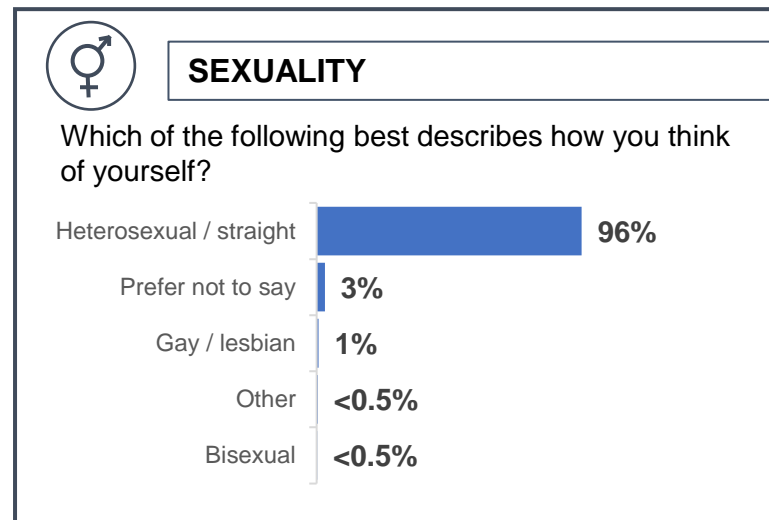 SEXUALITY
Which of the following best describes how you think
of yourself?
Heterosexual / straight 96%
Prefer not to say 3%
Gay / lesbian 1%
Other <0.5%
Bisexual <0.5%